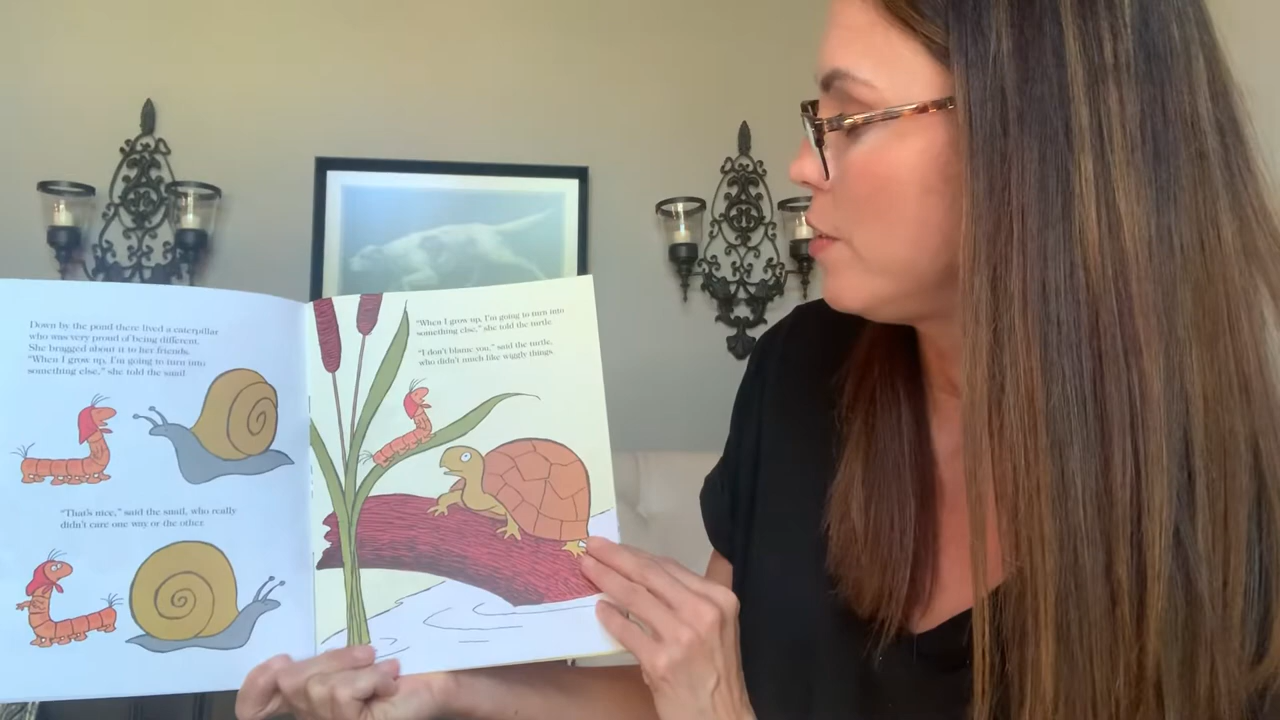 Down by the pond there lived a caterpillar
who was very proud of being different.
She bragged about it to her friends.
"When I grow up, I'm going to turn into
something else," she told the snail.
"That's nice," said the snail, who really
didn't care one way or the other.
"When I grow up, I'm going to turn into
something else," she told the turtle.
"I don't blame you," said the turtle,
who didn't much like wiggly things.